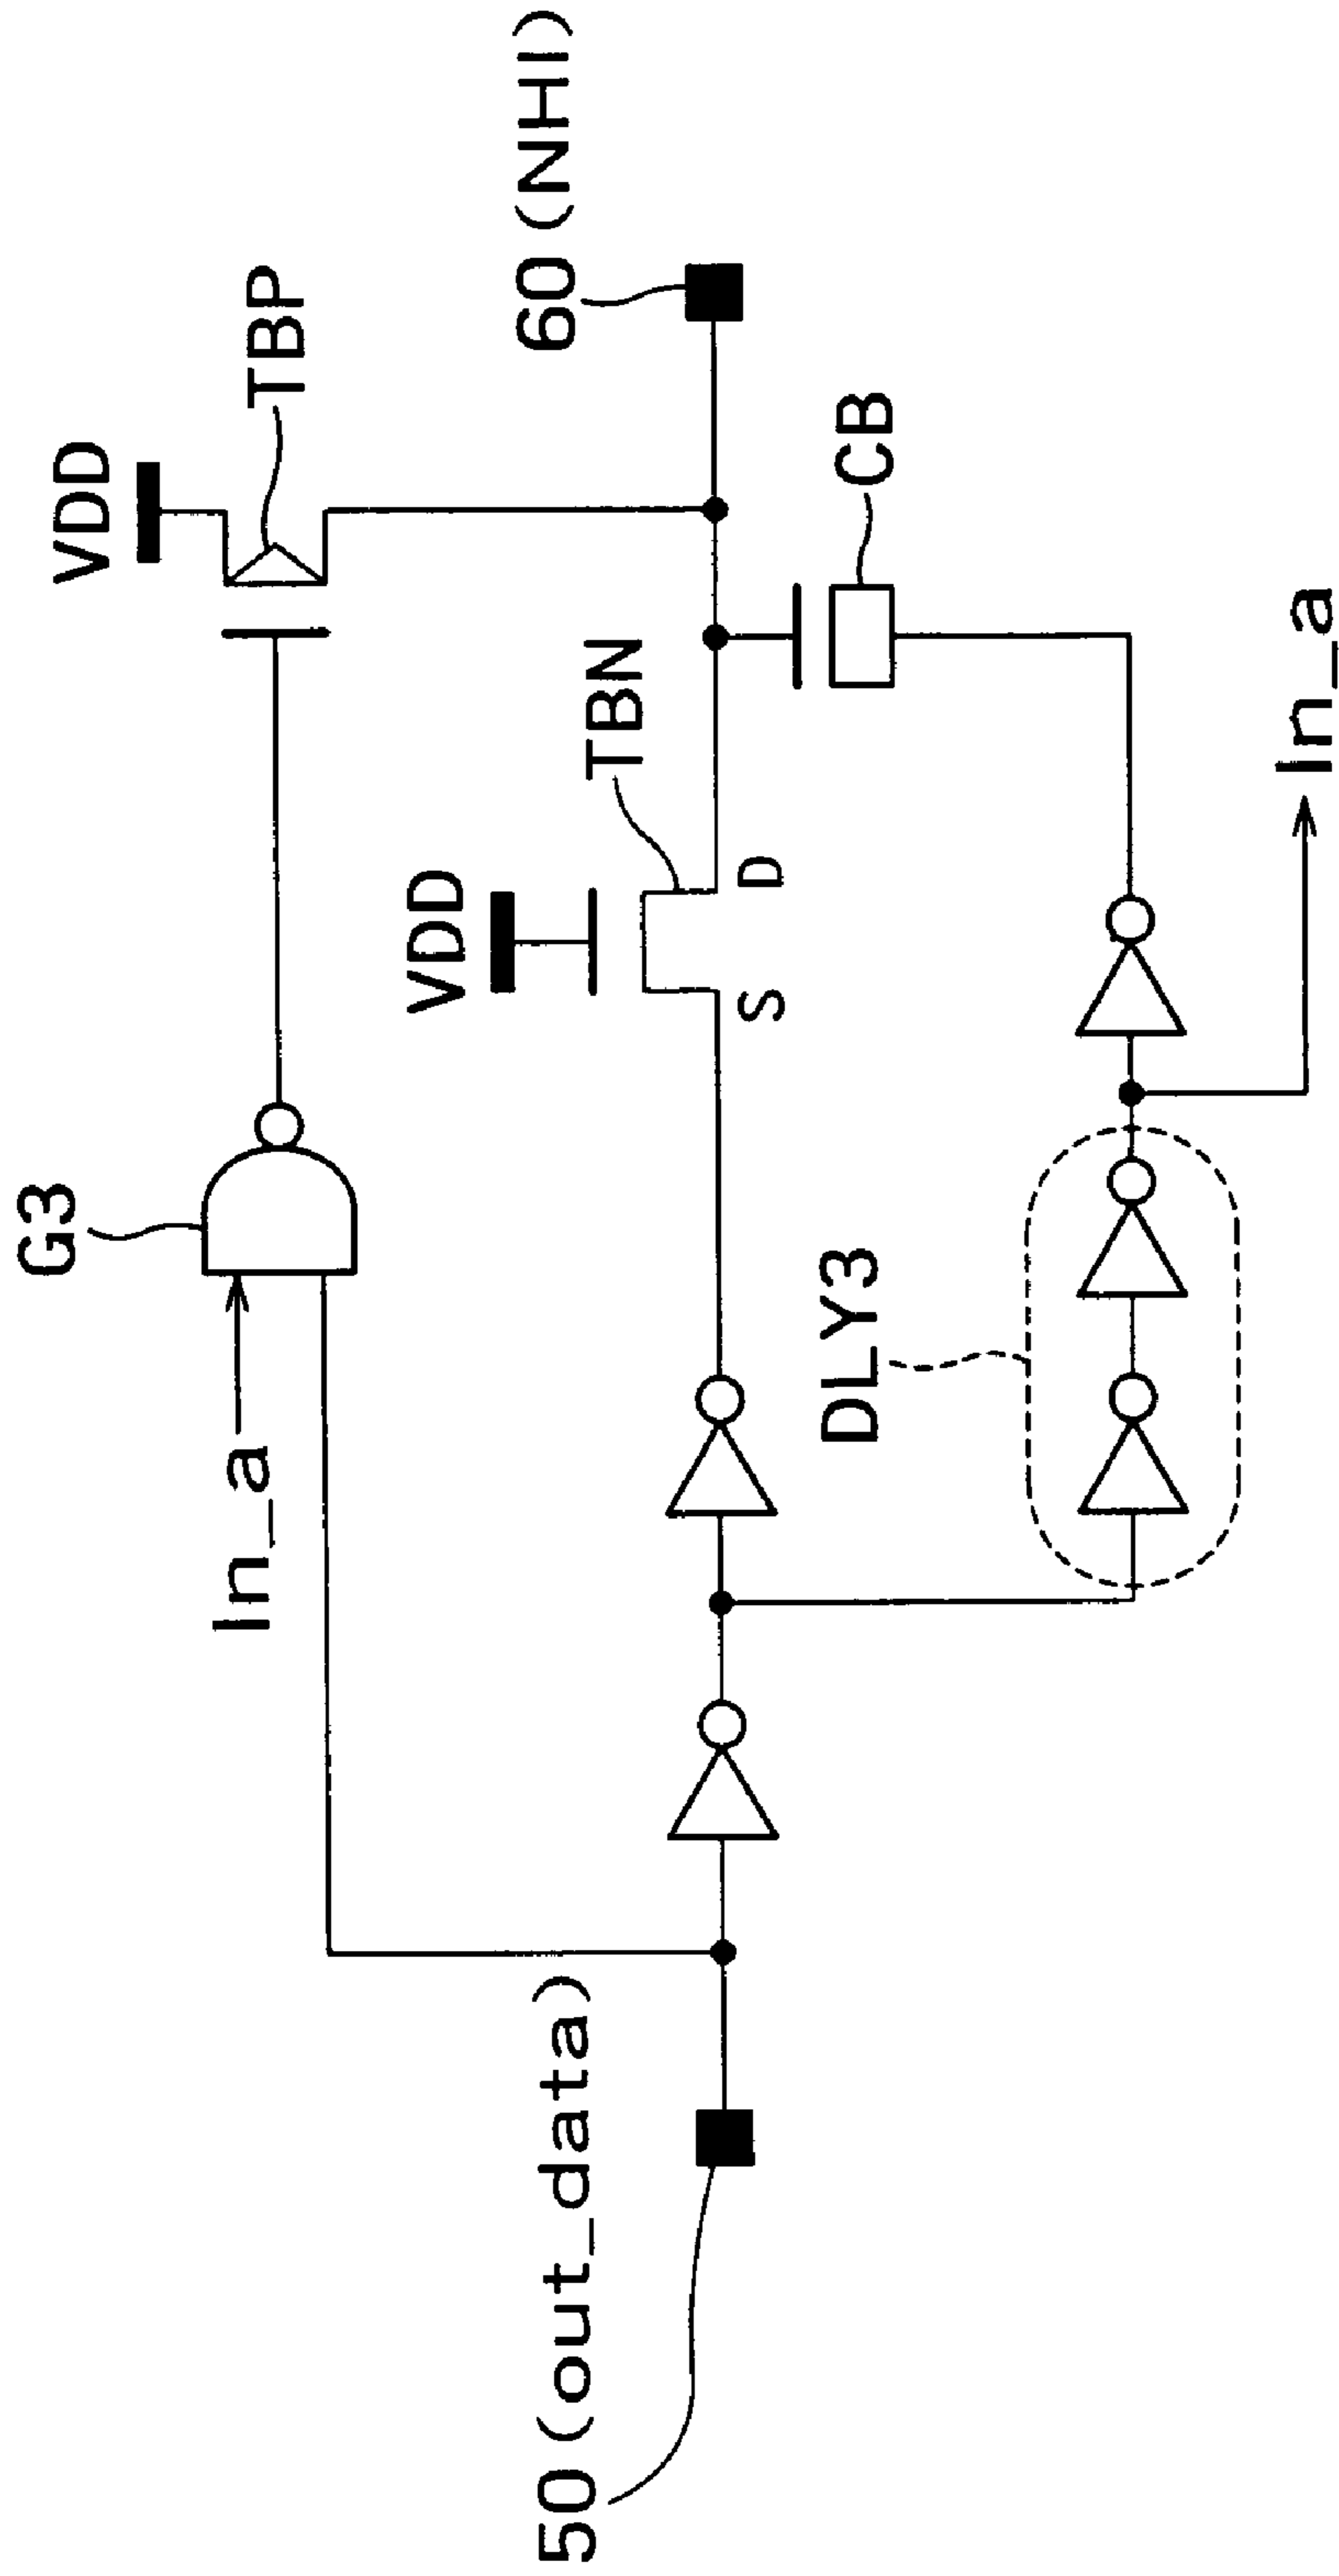 G3
VDD
TBP
In_a
VDD
TBN
60(NHI)
50(out_data)
S
D
CB
DLY3
In_a